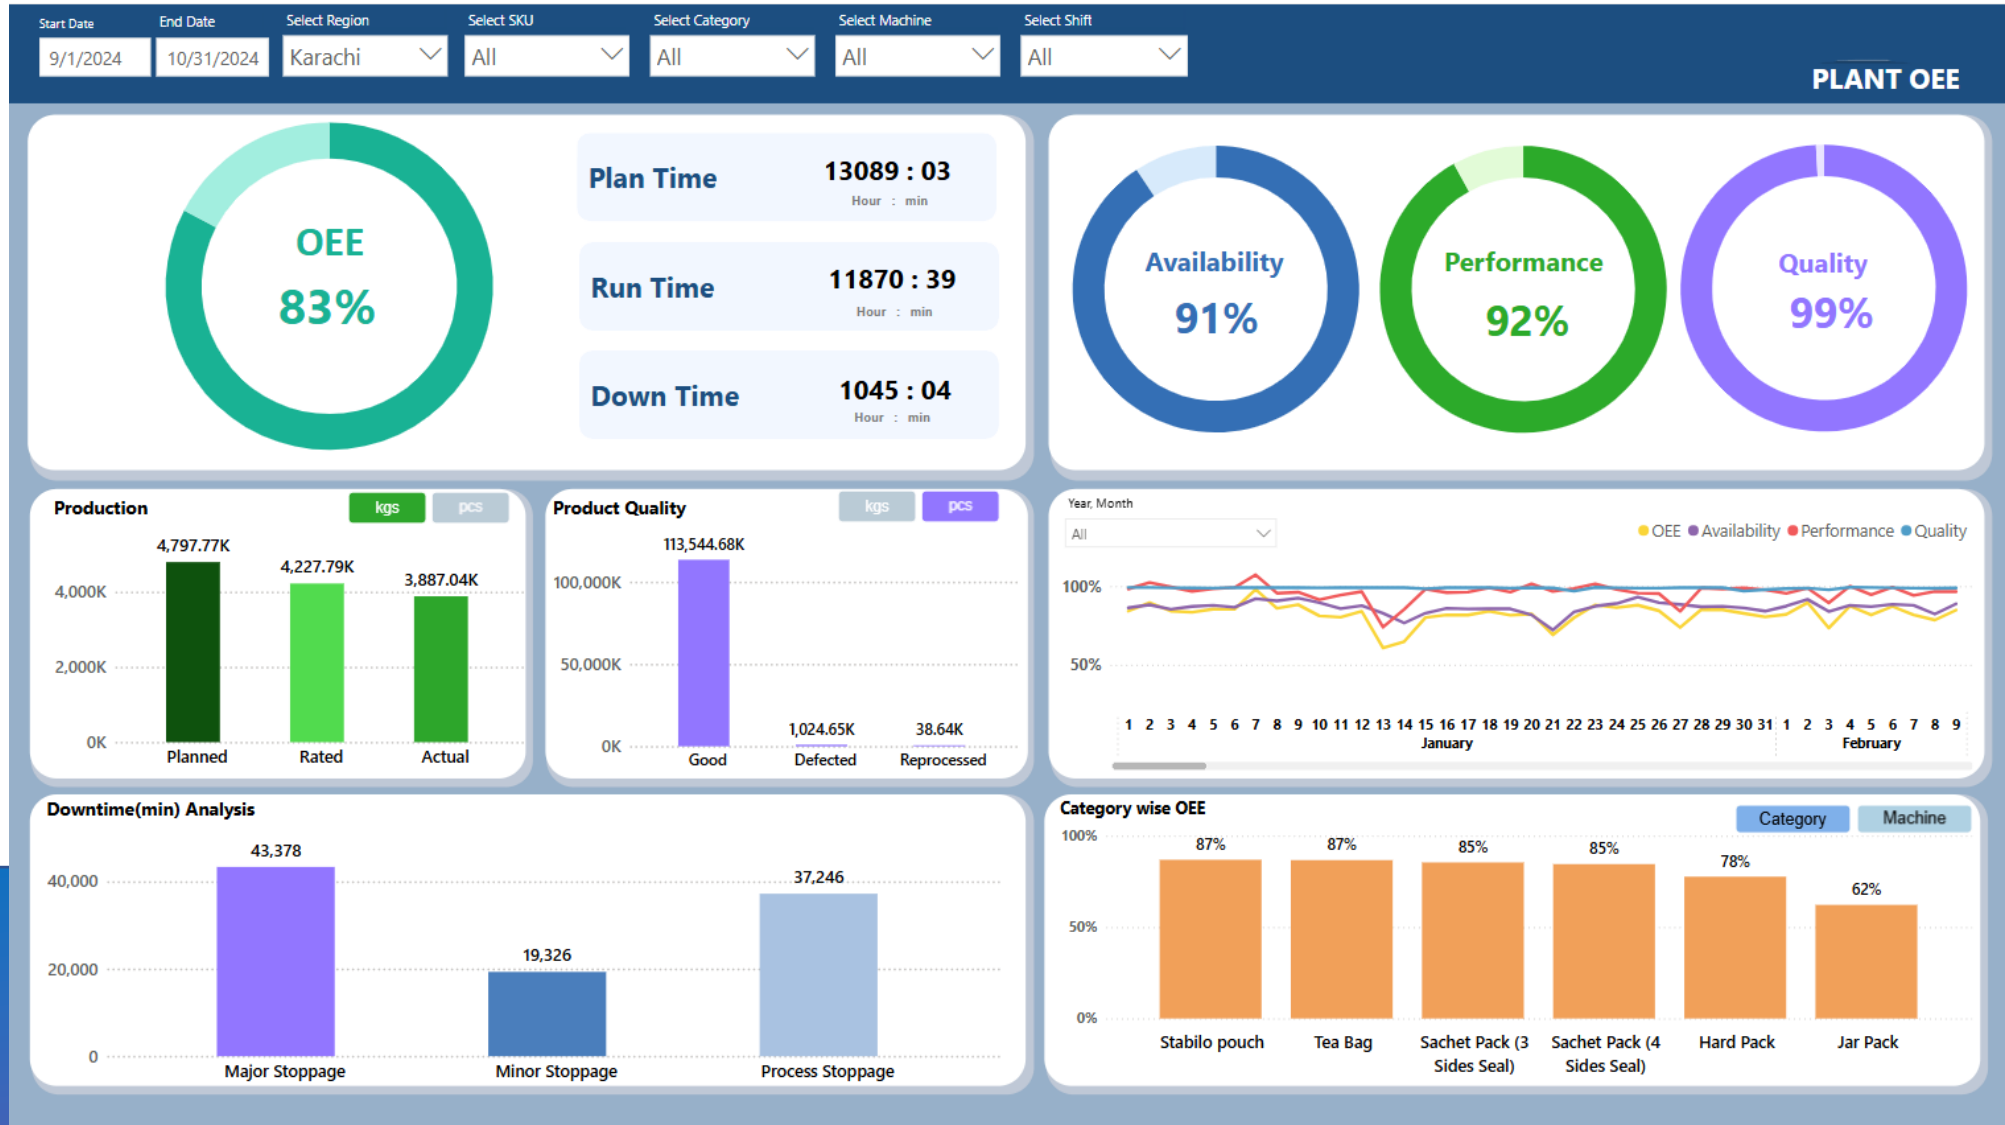 Start Date End Date Select Region Select SKU Select Category Select Machine Select Shift
9/1/2024 10/31/2024 Karachi All All All All
PLANT OEE
OEE
83%
Plan Time 13089 : 03
Hour : min
Run Time 11870 : 39
Hour : min
Down Time 1045 : 04
Hour : min
Availability
91%
Performance
92%
Quality
99%
Production kgs pcs
4,797.77K
4,227.79K
3,887.04K
4,000K
2,000K
0K
Planned Rated Actual
Product Quality kgs pcs
113,544.68K
100,000K
50,000K
1,024.65K 38.64K
0K
Good Defected Reprocessed
Year, Month
All
OEE Availability Performance Quality
100%
50%
1 2 3 4 5 6 7 8 9 10 11 12 13 14 15 16 17 18 19 20 21 22 23 24 25 26 27 28 29 30 31 1 2 3 4 5 6 7 8 9
January February
Downtime(min) Analysis
43,378
37,246
40,000
19,326
20,000
0
Major Stoppage Minor Stoppage Process Stoppage
Category wise OEE
Category Machine
100%
87% 87% 85% 85% 78% 62%
50%
0%
Stabilo pouch Tea Bag Sachet Pack (3 Sachet Pack (4 Hard Pack Jar Pack
Sides Seal) Sides Seal)